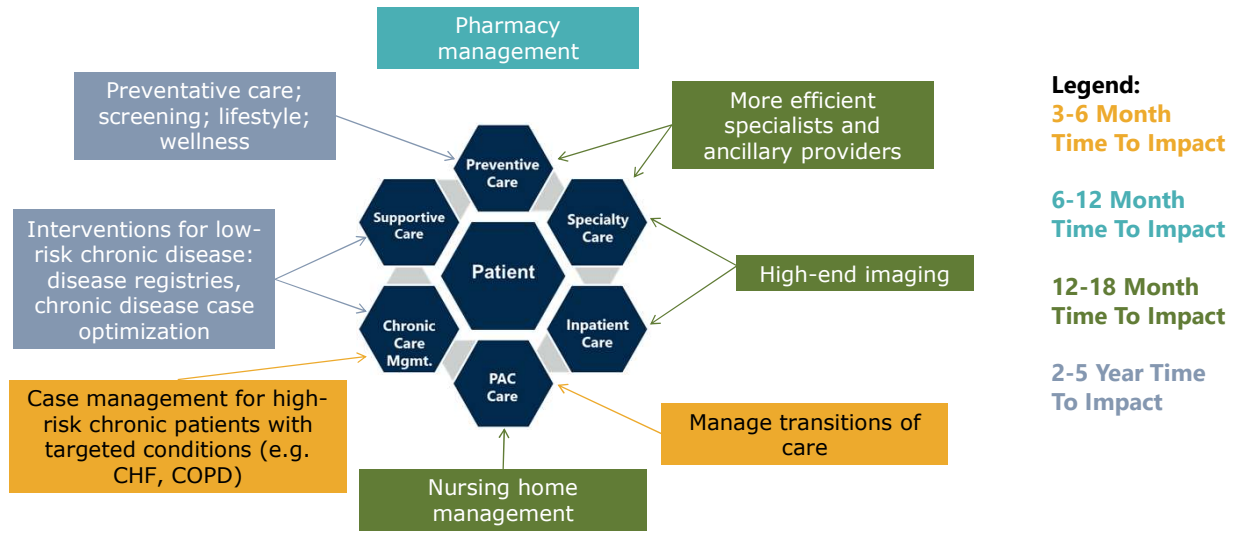 Pharmacy
management
Preventative care;
screening; lifestyle;
wellness
More efficient
specialists and
ancillary providers
Preventive
Care
Supportive
Care
Specialty
Care
Interventions for low-
risk chronic disease:
disease registries,
chronic disease case
optimization
Patient
High-end imaging
Chronic
Care
Mgmt.
Inpatient
Care
PAC
Care
Case management for high-
risk chronic patients with
targeted conditions (e.g.
CHF, COPD)
Manage transitions of
care
Nursing home
management
Legend:
3-6 Month
Time To Impact
6-12 Month
Time To Impact
12-18 Month
Time To Impact
2-5 Year Time
To Impact